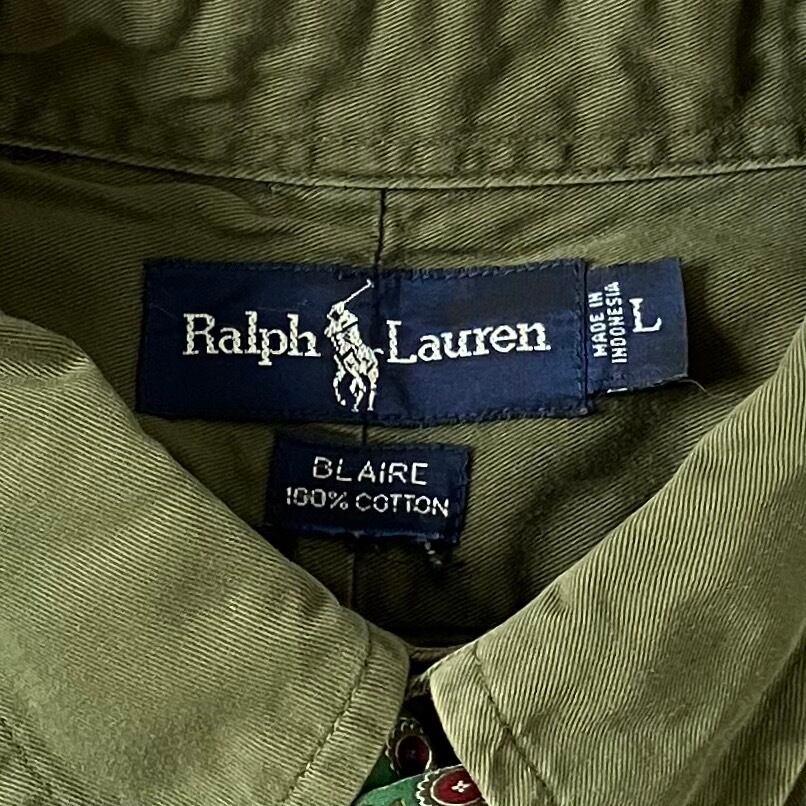 Ralph Lauren
MADE IN
INDONESIA
L
BLAIRE
100% COTTON